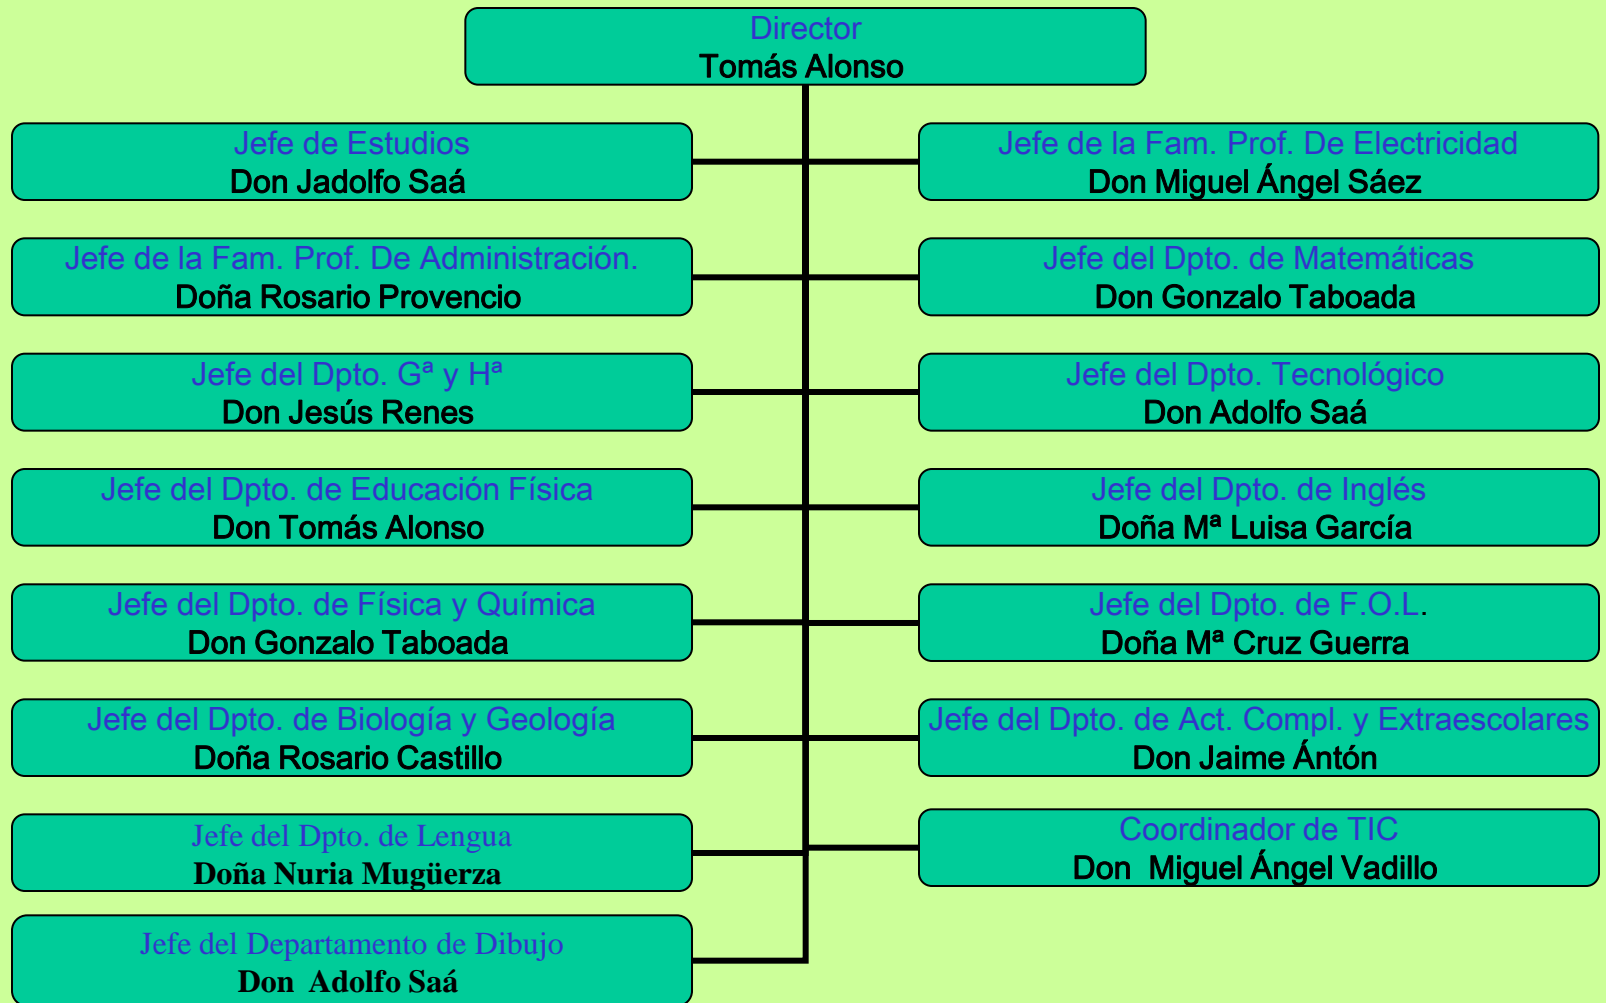 Director
Tomás Alonso
Jefe de Estudios
Don Jadolfo Saá
Jefe de la Fam. Prof. De Electricidad
Don Miguel Ángel Sáez
Jefe de la Fam. Prof. De Administración.
Doña Rosario Provencio
Jefe del Dpto. de Matemáticas
Don Gonzalo Taboada
Jefe del Dpto. Gª y Hª
Don Jesús Renes
Jefe del Dpto. Tecnológico
Don Adolfo Saá
Jefe del Dpto. de Educación Física
Don Tomás Alonso
Jefe del Dpto. de Inglés
Doña Mª Luisa García
Jefe del Dpto. de Física y Química
Don Gonzalo Taboada
Jefe del Dpto. de F.O.L.
Doña Mª Cruz Guerra
Jefe del Dpto. de Biología y Geología
Doña Rosario Castillo
Jefe del Dpto. de Act. Compl. y Extraescolares
Don Jaime Ántón
Jefe del Dpto. de Lengua
Doña Nuria Mugüerza
Coordinador de TIC
Don Miguel Ángel Vadillo
Jefe del Departamento de Dibujo
Don Adolfo Saá